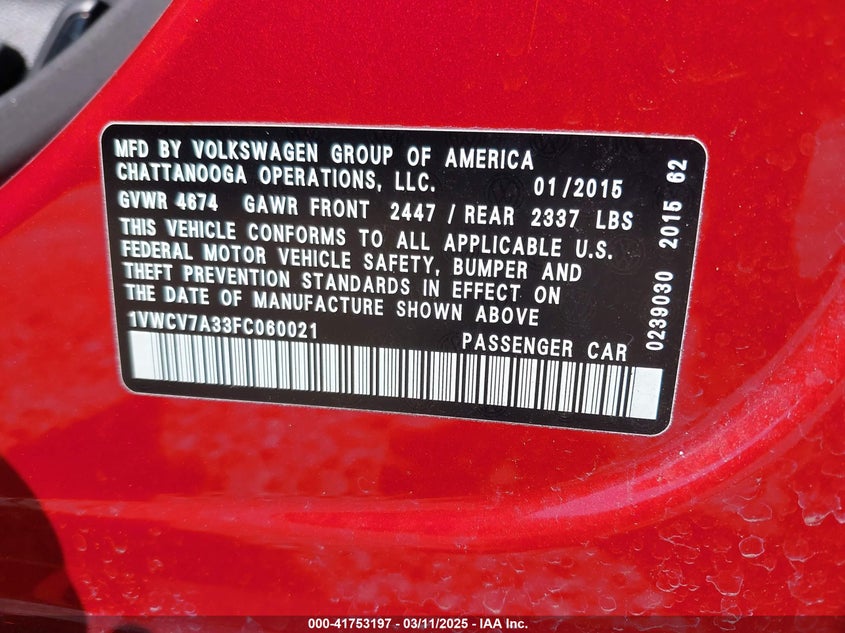 MFD BY VOLKSWAGEN GROUP OF AMERICA
CHATTANOOGA OPERATIONS, LLC. 01/2015
GVWR 4674 GAWR FRONT 2447 / REAR 2337 LBS
THIS VEHICLE CONFORMS TO ALL APPLICABLE U.S.
FEDERAL MOTOR VEHICLE SAFETY, BUMPER AND
THEFT PREVENTION STANDARDS IN EFFECT ON
THE DATE OF MANUFACTURE SHOWN ABOVE
1VWCV7A33FC060021 PASSENGER CAR
0239030 2015 62
000-41753197 - 03/11/2025 - IAA Inc.